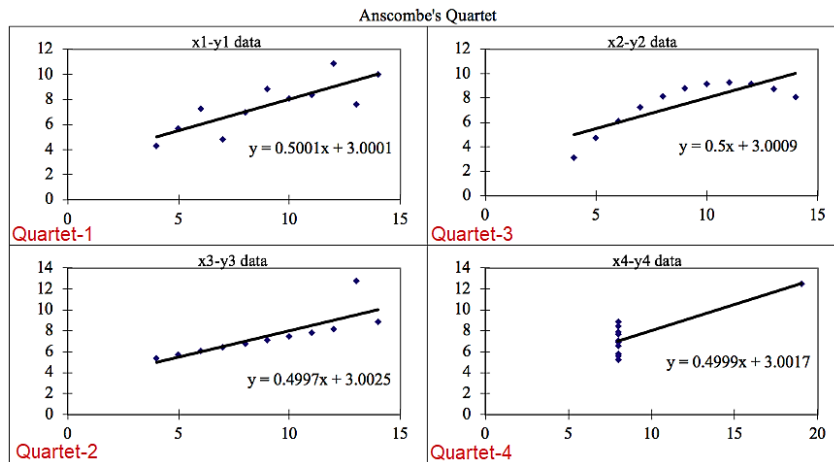 Anscombe's Quartet
x1-y1 data
12
10
8
6
4
2
0
y = 0.5001x + 3.0001
0 5 10 15
Quartet-1
x2-y2 data
12
10
8
6
4
2
0
y = 0.5x + 3.0009
0 5 10 15
Quartet-3
x3-y3 data
14
12
10
8
6
4
2
0
y = 0.4997x + 3.0025
0 5 10 15
Quartet-2
x4-y4 data
14
12
10
8
6
4
2
0
y = 0.4999x + 3.0017
0 5 10 15 20
Quartet-4